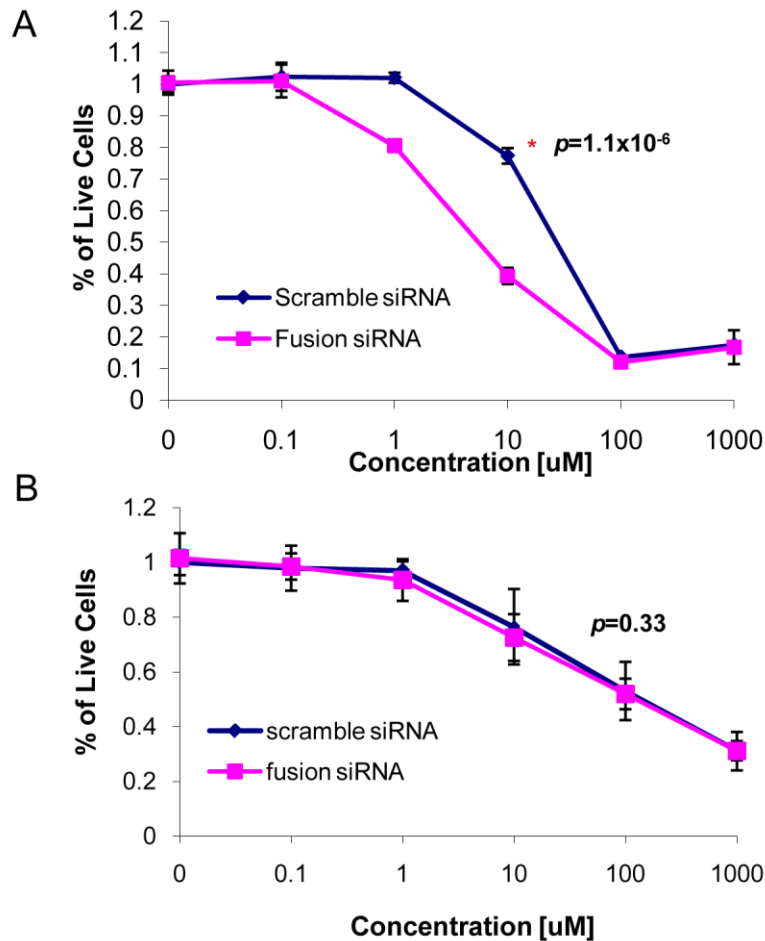 A
% of Live Cells
1.2
1.1
1
0.9
0.8
0.7
0.6
0.5
0.4
0.3
0.2
0.1
0
* p=1.1x10⁻⁶
Scramble siRNA
Fusion siRNA
0 0.1 1 10 100 1000
Concentration [uM]
B
% of Live Cells
1.2
1
0.8
0.6
0.4
0.2
0
p=0.33
scramble siRNA
fusion siRNA
0 0.1 1 10 100 1000
Concentration [uM]